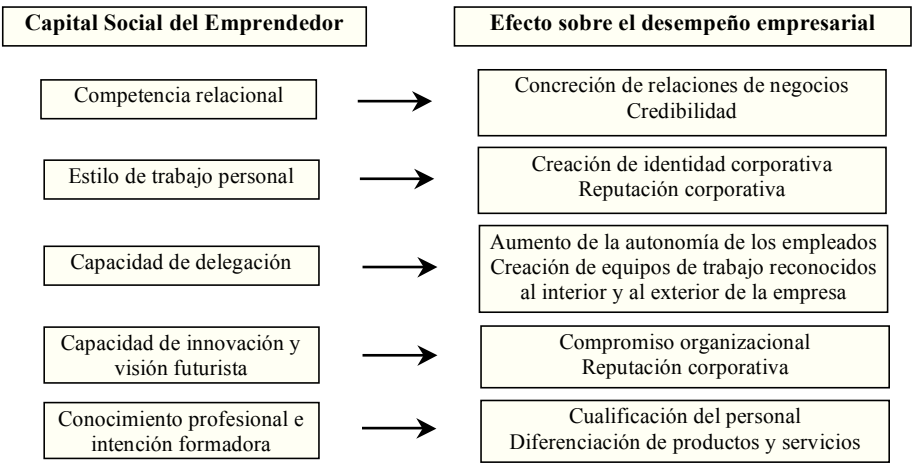 Capital Social del Emprendedor
Efecto sobre el desempeño empresarial
Competencia relacional
Concreción de relaciones de negocios
Credibilidad
Estilo de trabajo personal
Creación de identidad corporativa
Reputación corporativa
Capacidad de delegación
Aumento de la autonomía de los empleados
Creación de equipos de trabajo reconocidos
al interior y al exterior de la empresa
Capacidad de innovación y
visión futurista
Compromiso organizacional
Reputación corporativa
Conocimiento profesional e
intención formadora
Cualificación del personal
Diferenciación de productos y servicios